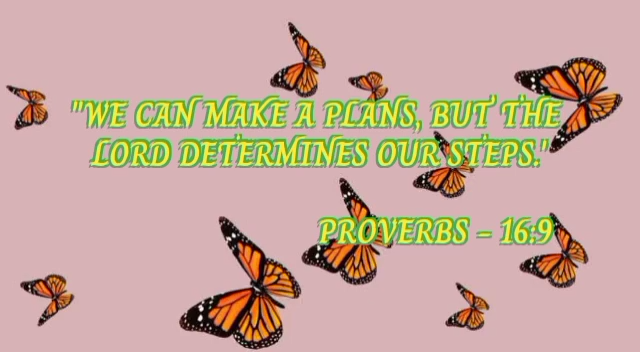 "WE CAN MAKE A PLANS, BUT THE
LORD DETERMINES OUR STEPS."
PROVERBS – 16:9